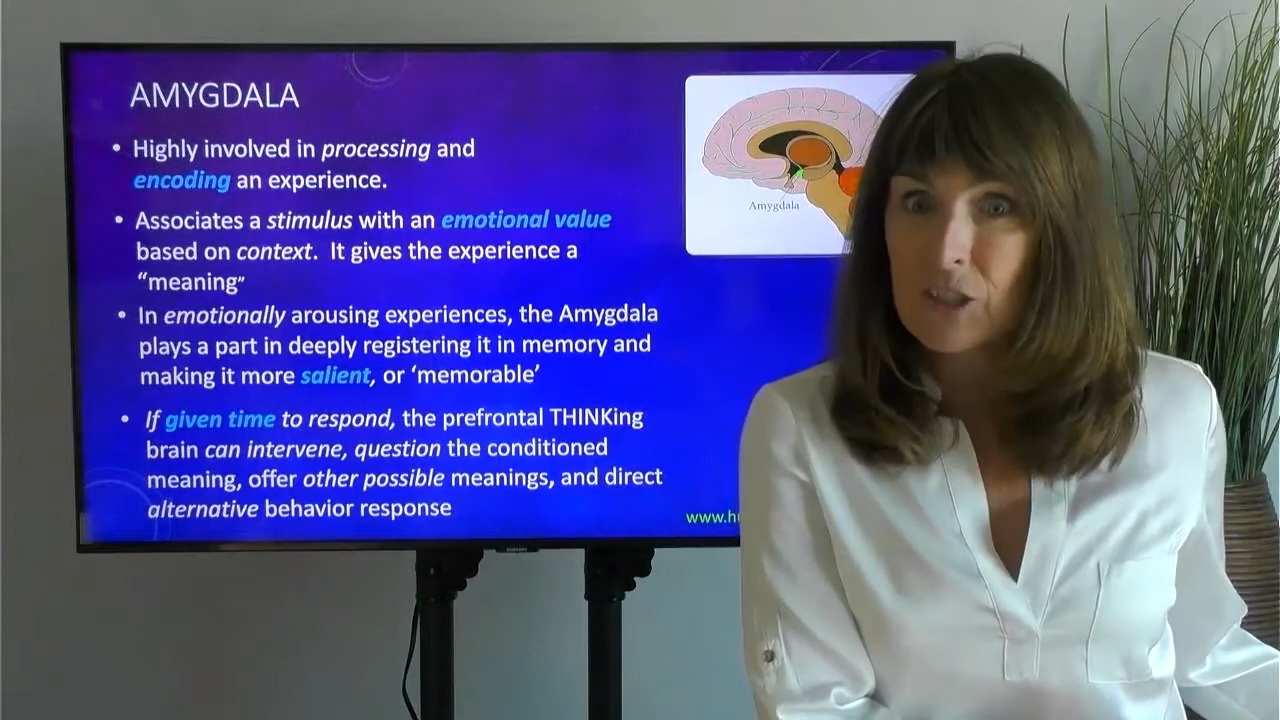 AMYGDALA
• Highly involved in processing and
encoding an experience.
• Associates a stimulus with an emotional value
based on context. It gives the experience a
“meaning”
• In emotionally arousing experiences, the Amygdala
plays a part in deeply registering it in memory and
making it more salient, or ‘memorable’
• If given time to respond, the prefrontal THINKing
brain can intervene, question the conditioned
meaning, offer other possible meanings, and direct
alternative behavior response
Amygdala
www.h
SAMSUNG